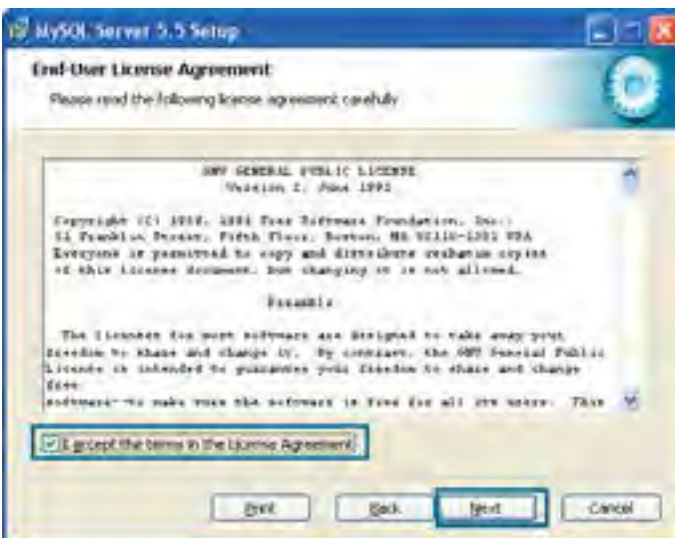 MySQL Server 5.5 Setup
End-User License Agreement
Please read the following license agreement carefully
GNU GENERAL PUBLIC LICENSE
Version 2, June 1991
Copyright (C) 1989, 1991 Free Software Foundation, Inc.,
51 Franklin Street, Fifth Floor, Boston, MA 02110-1301 USA
Everyone is permitted to copy and distribute verbatim copies
of this license document, but changing it is not allowed.
Preamble
The licenses for most software are designed to take away your
freedom to share and change it. By contrast, the GNU General Public
License is intended to guarantee your freedom to share and change
free
software--to make sure the software is free for all its users. This
I accept the terms in the License Agreement
Print Back Next Cancel